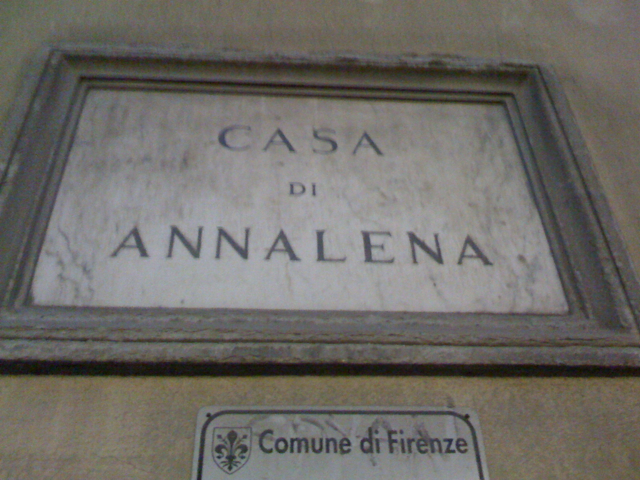 CASA
DI
ANNALENA
Comune di Firenze